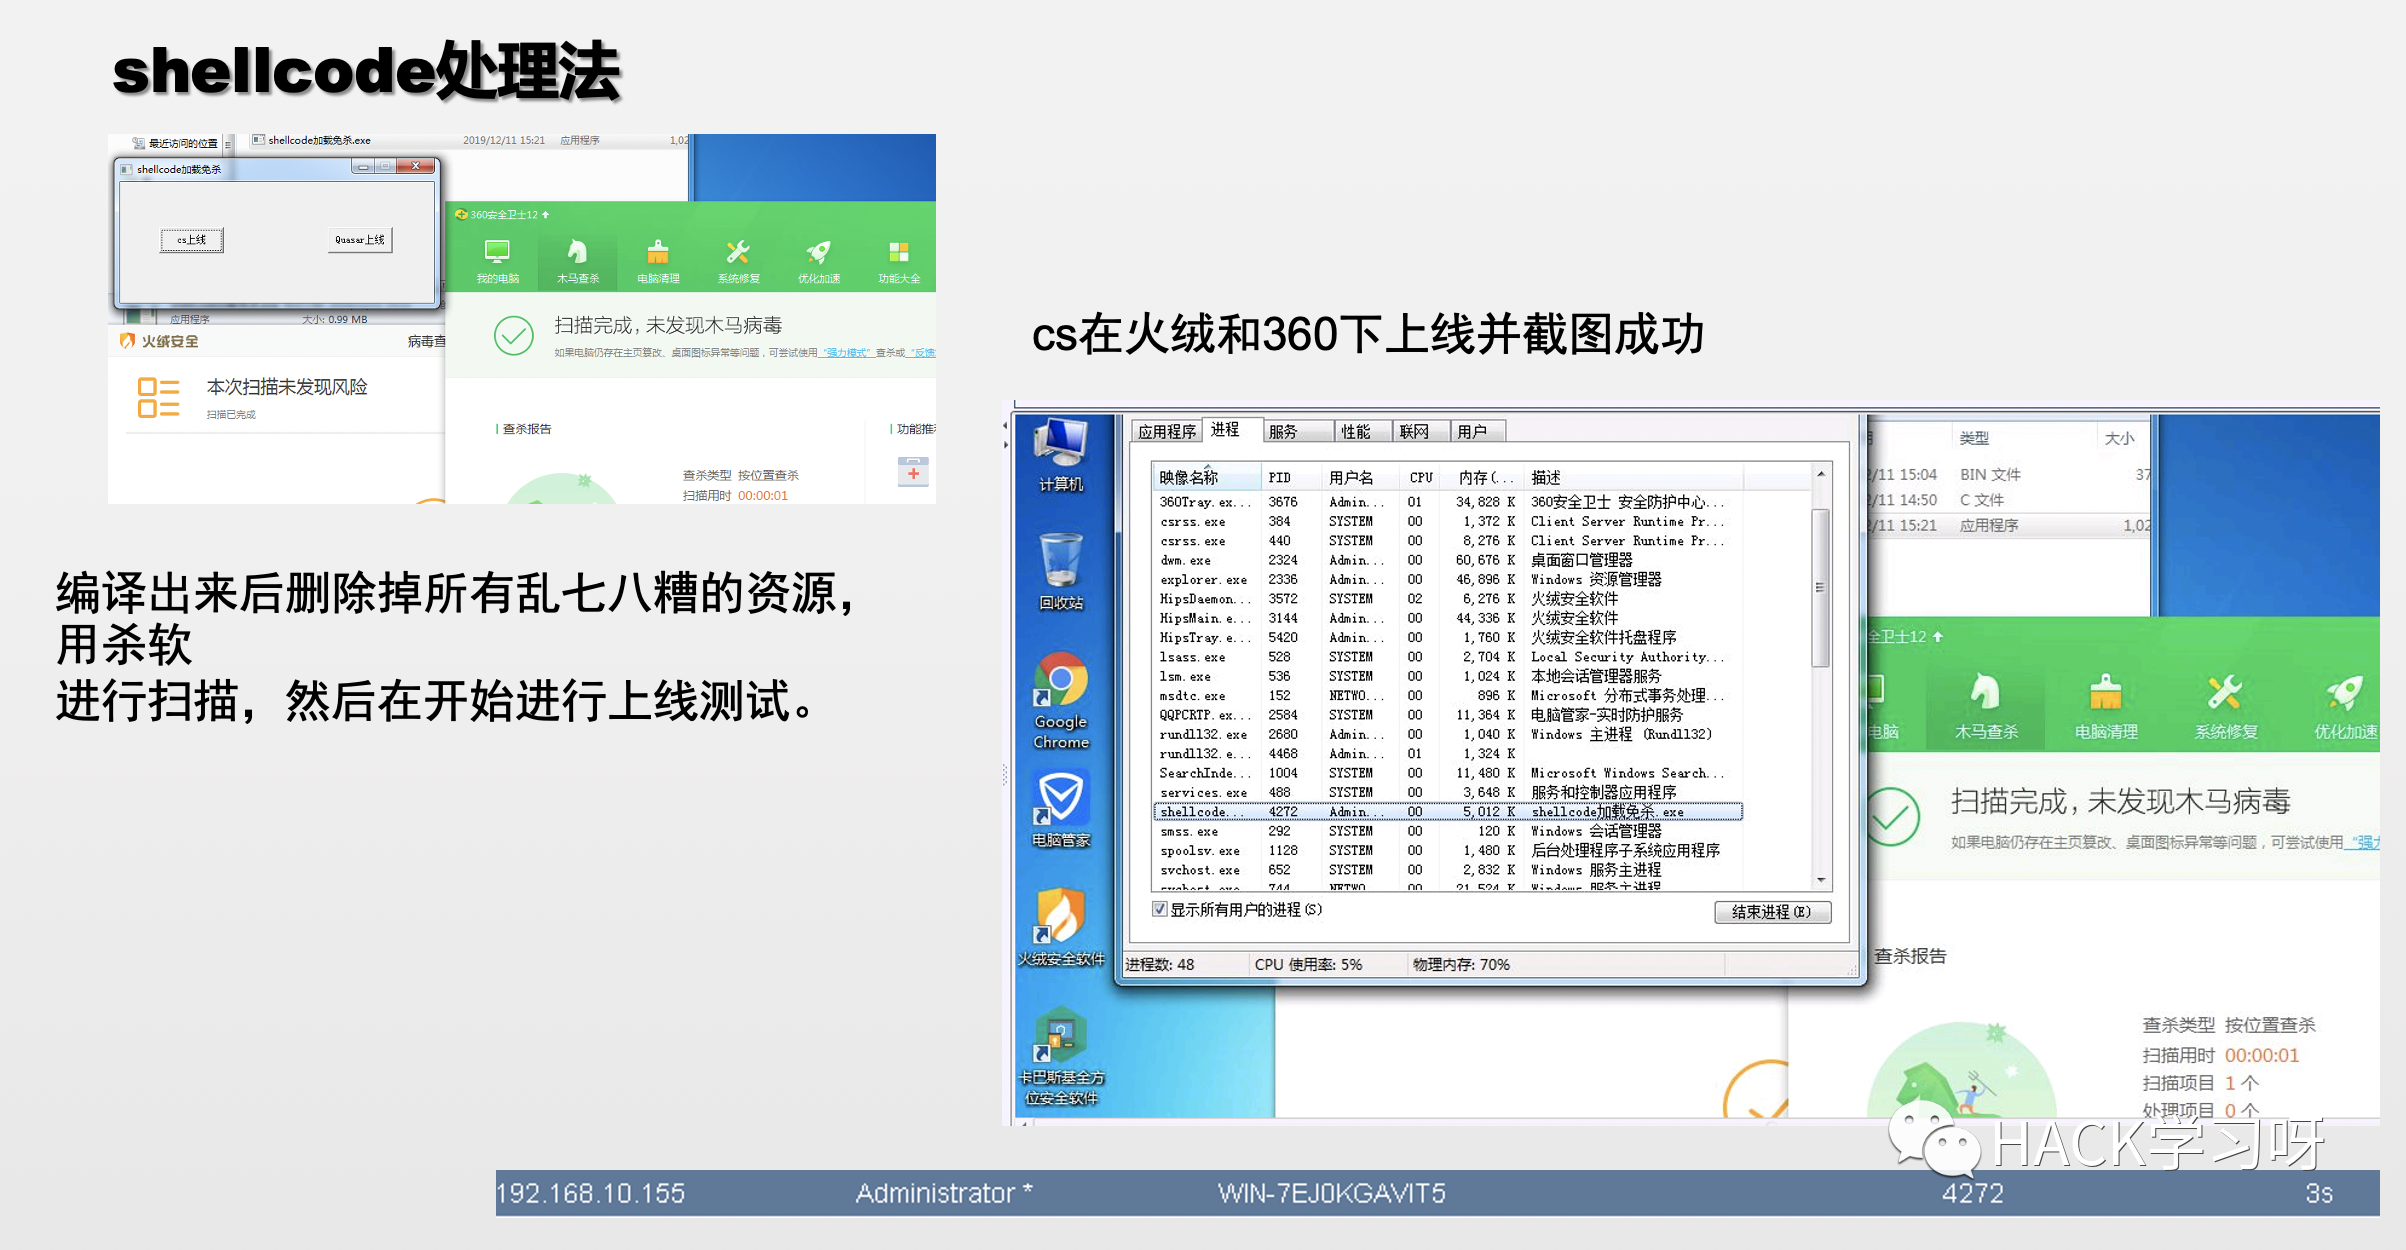 shellcode处理法
最近访问的位置
shellcode加载免杀.exe 2019/12/11 15:21 应用程序 1,02
shellcode加载免杀
cs上线 Quasar上线
应用程序 大小: 0.99 MB
360安全卫士12
我的电脑 木马查杀 电脑清理 系统修复 优化加速 功能大全
扫描完成，未发现木马病毒
如果电脑仍存在主页篡改、桌面图标异常等问题，可尝试使用“强力模式”查杀或“反馈
火绒安全 病毒查
本次扫描未发现风险
扫描已完成
查杀报告 功能推
查杀类型 按位置查杀
扫描用时 00:00:01
编译出来后删除掉所有乱七八糟的资源，
用杀软
进行扫描，然后在开始进行上线测试。
cs在火绒和360下上线并截图成功
计算机
回收站
Google
Chrome
电脑管家
火绒安全软件
卡巴斯基全方
位安全软件
应用程序 进程 服务 性能 联网 用户
映像名称 PID 用户名 CPU 内存(... 描述
360Tray.ex... 3676 Admin... 01 34,828 K 360安全卫士 安全防护中心...
csrss.exe 384 SYSTEM 00 1,372 K Client Server Runtime Pr...
csrss.exe 440 SYSTEM 00 8,276 K Client Server Runtime Pr...
dwm.exe 2324 Admin... 00 60,676 K 桌面窗口管理器
explorer.exe 2336 Admin... 00 46,896 K Windows 资源管理器
HipsDaemon... 3572 SYSTEM 02 6,276 K 火绒安全软件
HipsMain.e... 3144 Admin... 00 44,336 K 火绒安全软件
HipsTray.e... 5420 Admin... 00 1,760 K 火绒安全软件托盘程序
lsass.exe 528 SYSTEM 00 2,704 K Local Security Authority...
lsm.exe 536 SYSTEM 00 1,024 K 本地会话管理器服务
msdtc.exe 152 NETWO... 00 896 K Microsoft 分布式事务处理...
QQPCRTP.ex... 2584 SYSTEM 00 11,364 K 电脑管家-实时防护服务
rundll32.exe 2680 Admin... 00 1,040 K Windows 主进程 (Rundll32)
rundll32.e... 4468 Admin... 01 1,324 K
SearchInde... 1004 SYSTEM 00 11,480 K Microsoft Windows Search...
services.exe 488 SYSTEM 00 3,648 K 服务和控制器应用程序
shellcode... 4272 Admin... 00 5,012 K shellcode加载免杀.exe
smss.exe 292 SYSTEM 00 120 K Windows 会话管理器
spoolsv.exe 1128 SYSTEM 00 1,480 K 后台处理程序子系统应用程序
svchost.exe 652 SYSTEM 00 2,832 K Windows 服务主进程
svchost.exe 744 NETWO 00 21,524 K Windows 服务主进程
显示所有用户的进程(S) 结束进程(E)
进程数: 48 CPU 使用率: 5% 物理内存: 70%
类型 大小
/11 15:04 BIN 文件 37
/11 14:50 C 文件
/11 15:21 应用程序 1,02
全卫士12
电脑 木马查杀 电脑清理 系统修复 优化加速
扫描完成，未发现木马病毒
如果电脑仍存在主页篡改、桌面图标异常等问题，可尝试使用“强
查杀报告
查杀类型 按位置查杀
扫描用时 00:00:01
扫描项目 1 个
处理项目 0 个
HACK学习呀
192.168.10.155 Administrator * WIN-7EJ0KGAVIT5 4272 3s